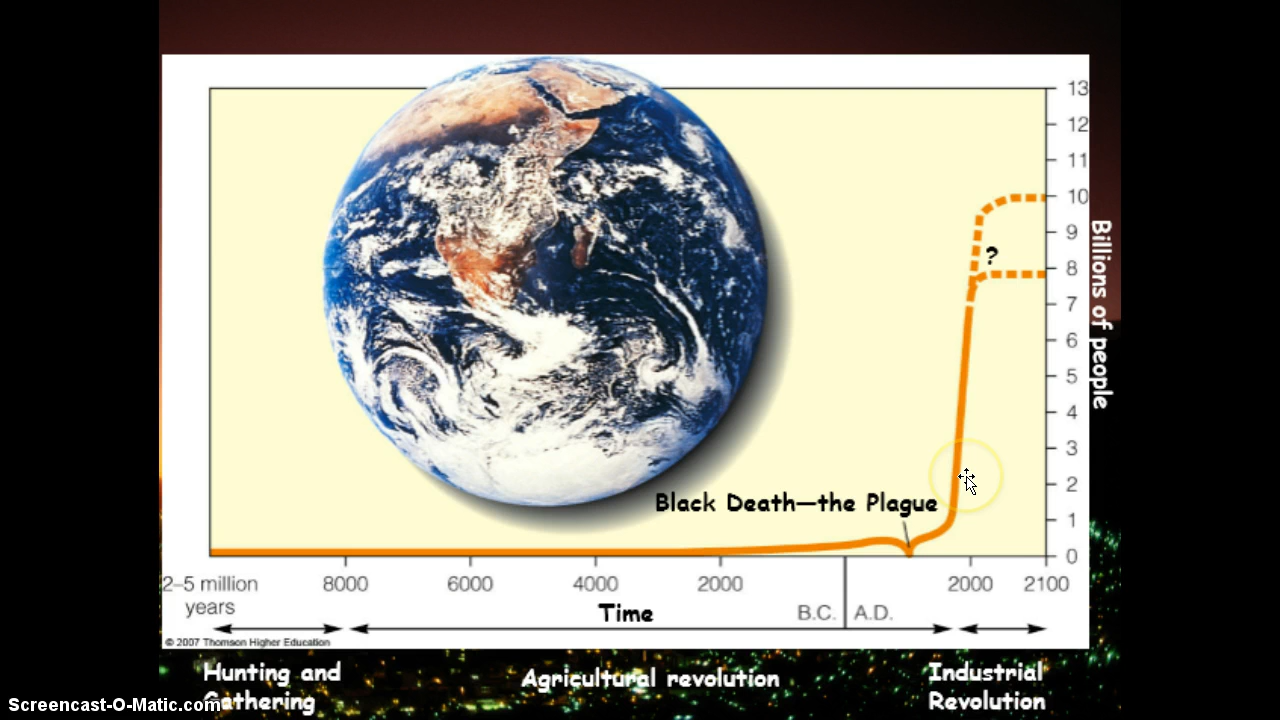 13
12
11
10
9
8
7
6
5
4
3
2
1
0
Billions of people
?
Black Death—the Plague
2–5 million
years
8000
6000
4000
2000
2000
2100
Time
B.C.
A.D.
© 2007 Thomson Higher Education
Hunting and
Gathering
Agricultural revolution
Industrial
Revolution
Screencast-O-Matic.com